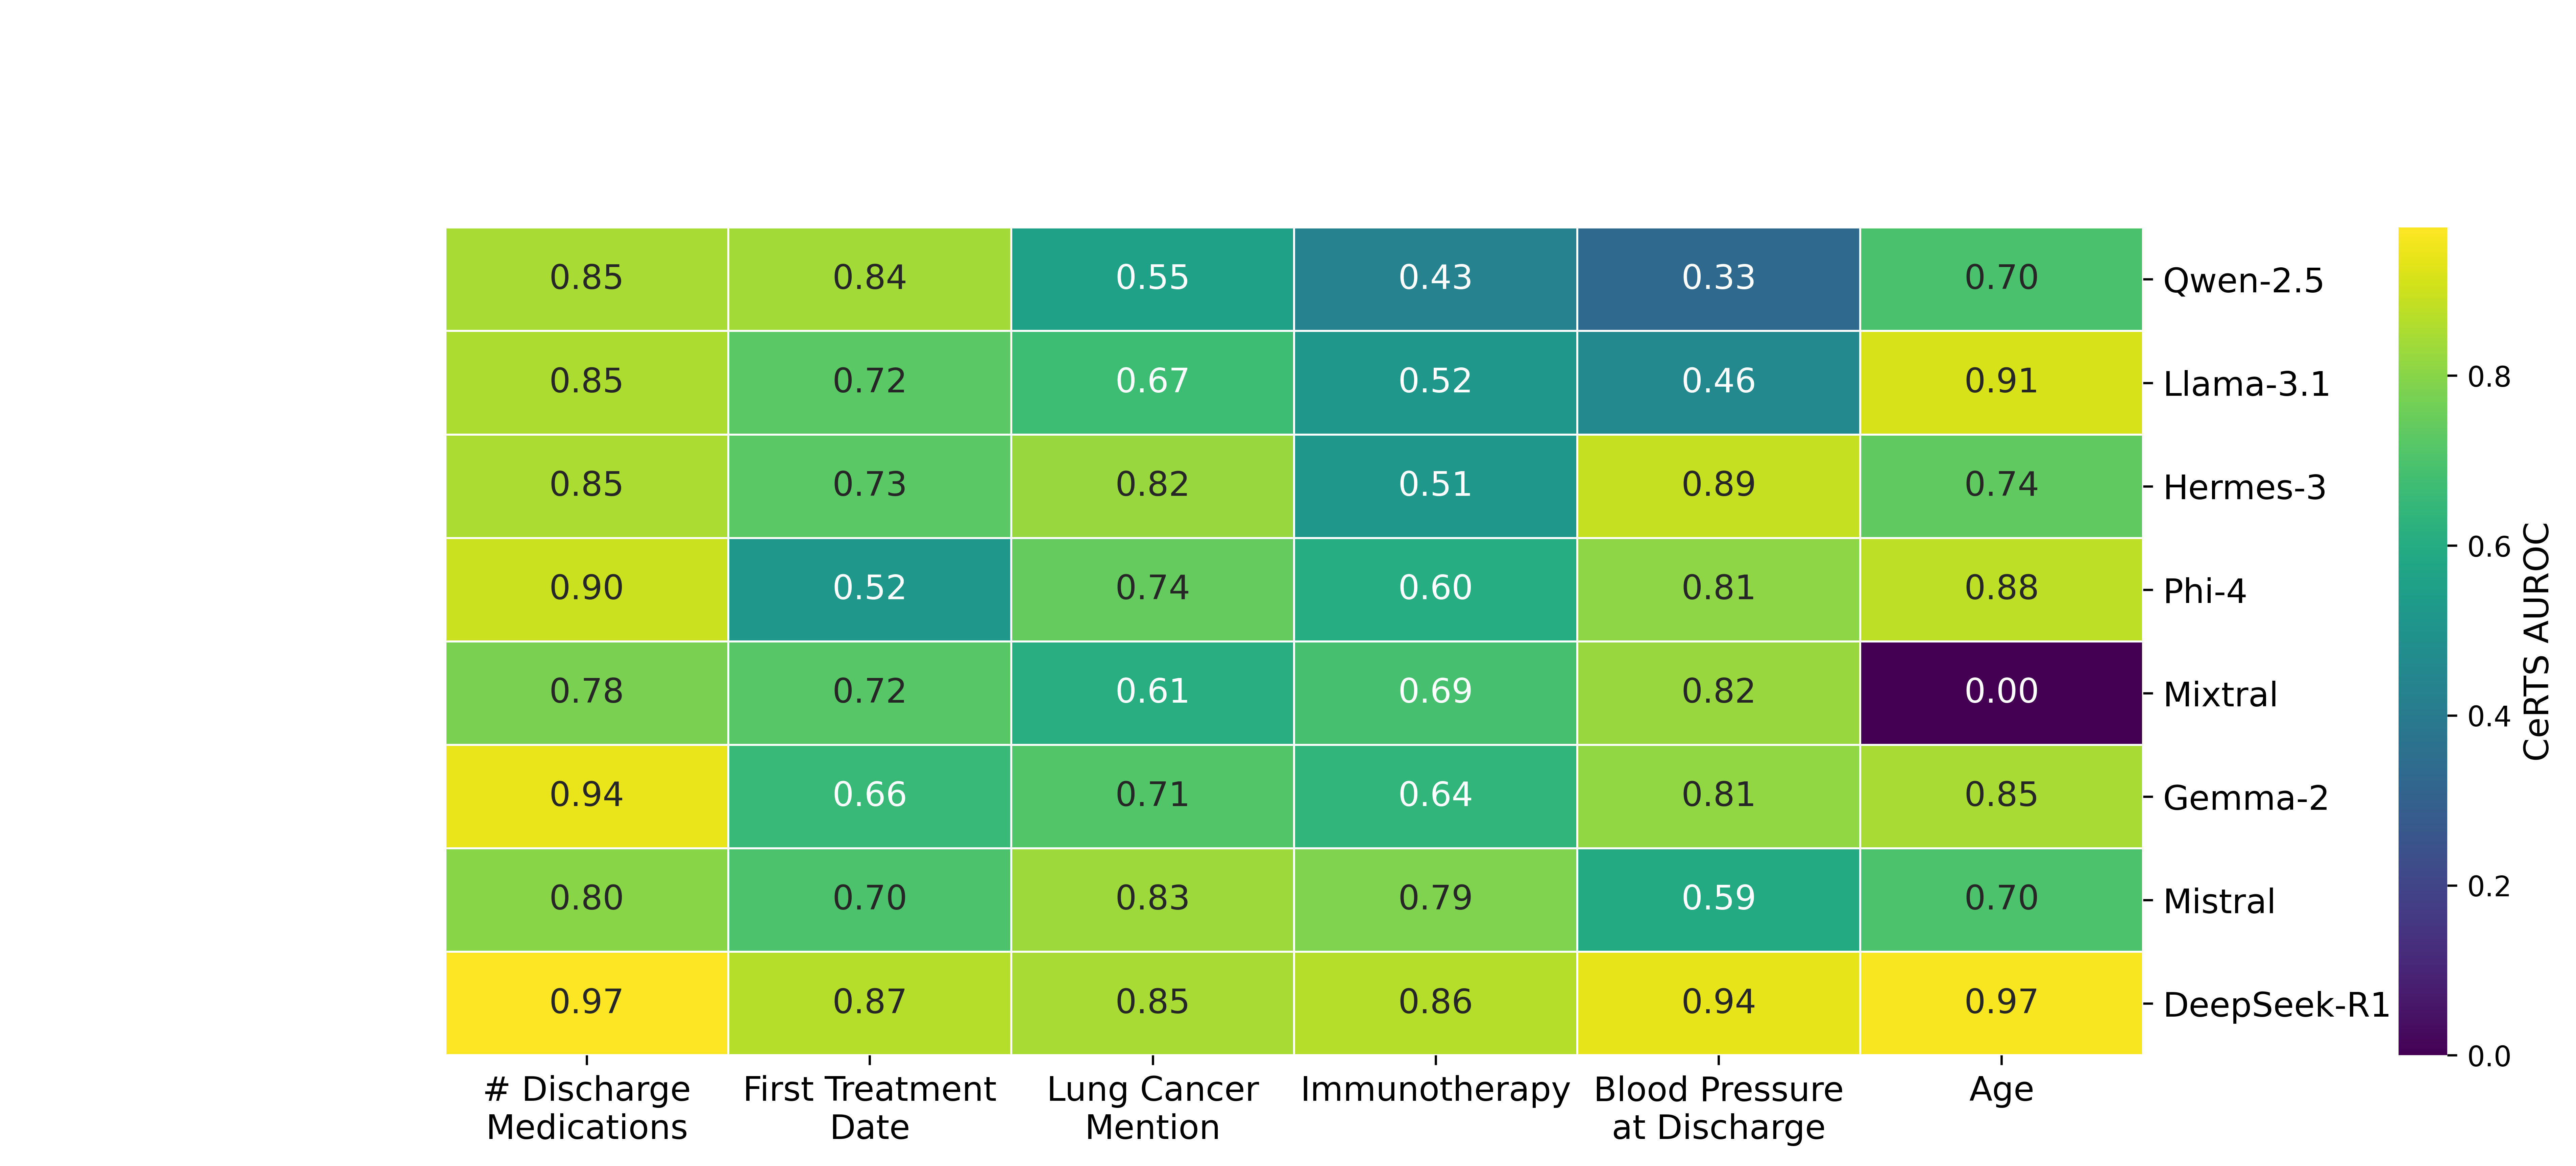 0.85 0.84 0.55 0.43 0.33 0.70 Qwen-2.5
0.85 0.72 0.67 0.52 0.46 0.91 Llama-3.1
0.85 0.73 0.82 0.51 0.89 0.74 Hermes-3
0.90 0.52 0.74 0.60 0.81 0.88 Phi-4
0.78 0.72 0.61 0.69 0.82 0.00 Mixtral
0.94 0.66 0.71 0.64 0.81 0.85 Gemma-2
0.80 0.70 0.83 0.79 0.59 0.70 Mistral
0.97 0.87 0.85 0.86 0.94 0.97 DeepSeek-R1
# Discharge
Medications
First Treatment
Date
Lung Cancer
Mention
Immunotherapy
Blood Pressure
at Discharge
Age
0.8
0.6
0.4
0.2
0.0
CeRTS AUROC